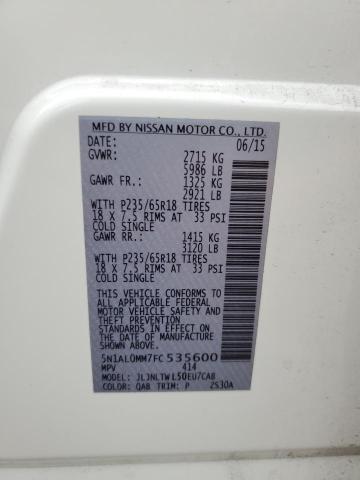 MFD BY NISSAN MOTOR CO., LTD.
DATE: 06/15
GVWR: 2715 KG
5986 LB
GAWR FR.: 1325 KG
2921 LB
WITH P235/65R18 TIRES
18 X 7.5 RIMS AT 33 PSI
COLD SINGLE
GAWR RR.: 1415 KG
3120 LB
WITH P235/65R18 TIRES
18 X 7.5 RIMS AT 33 PSI
COLD SINGLE
THIS VEHICLE CONFORMS TO
ALL APPLICABLE FEDERAL
MOTOR VEHICLE SAFETY
AND THEFT PREVENTION
STANDARDS IN EFFECT ON
THE DATE OF MANUFACTURE
SHOWN ABOVE.
5N1AL0MM7FC535600
MPV 414
MODEL: JLJNLTWL50EU7CAB
COLOR: QAB TRIM: P 2S30A